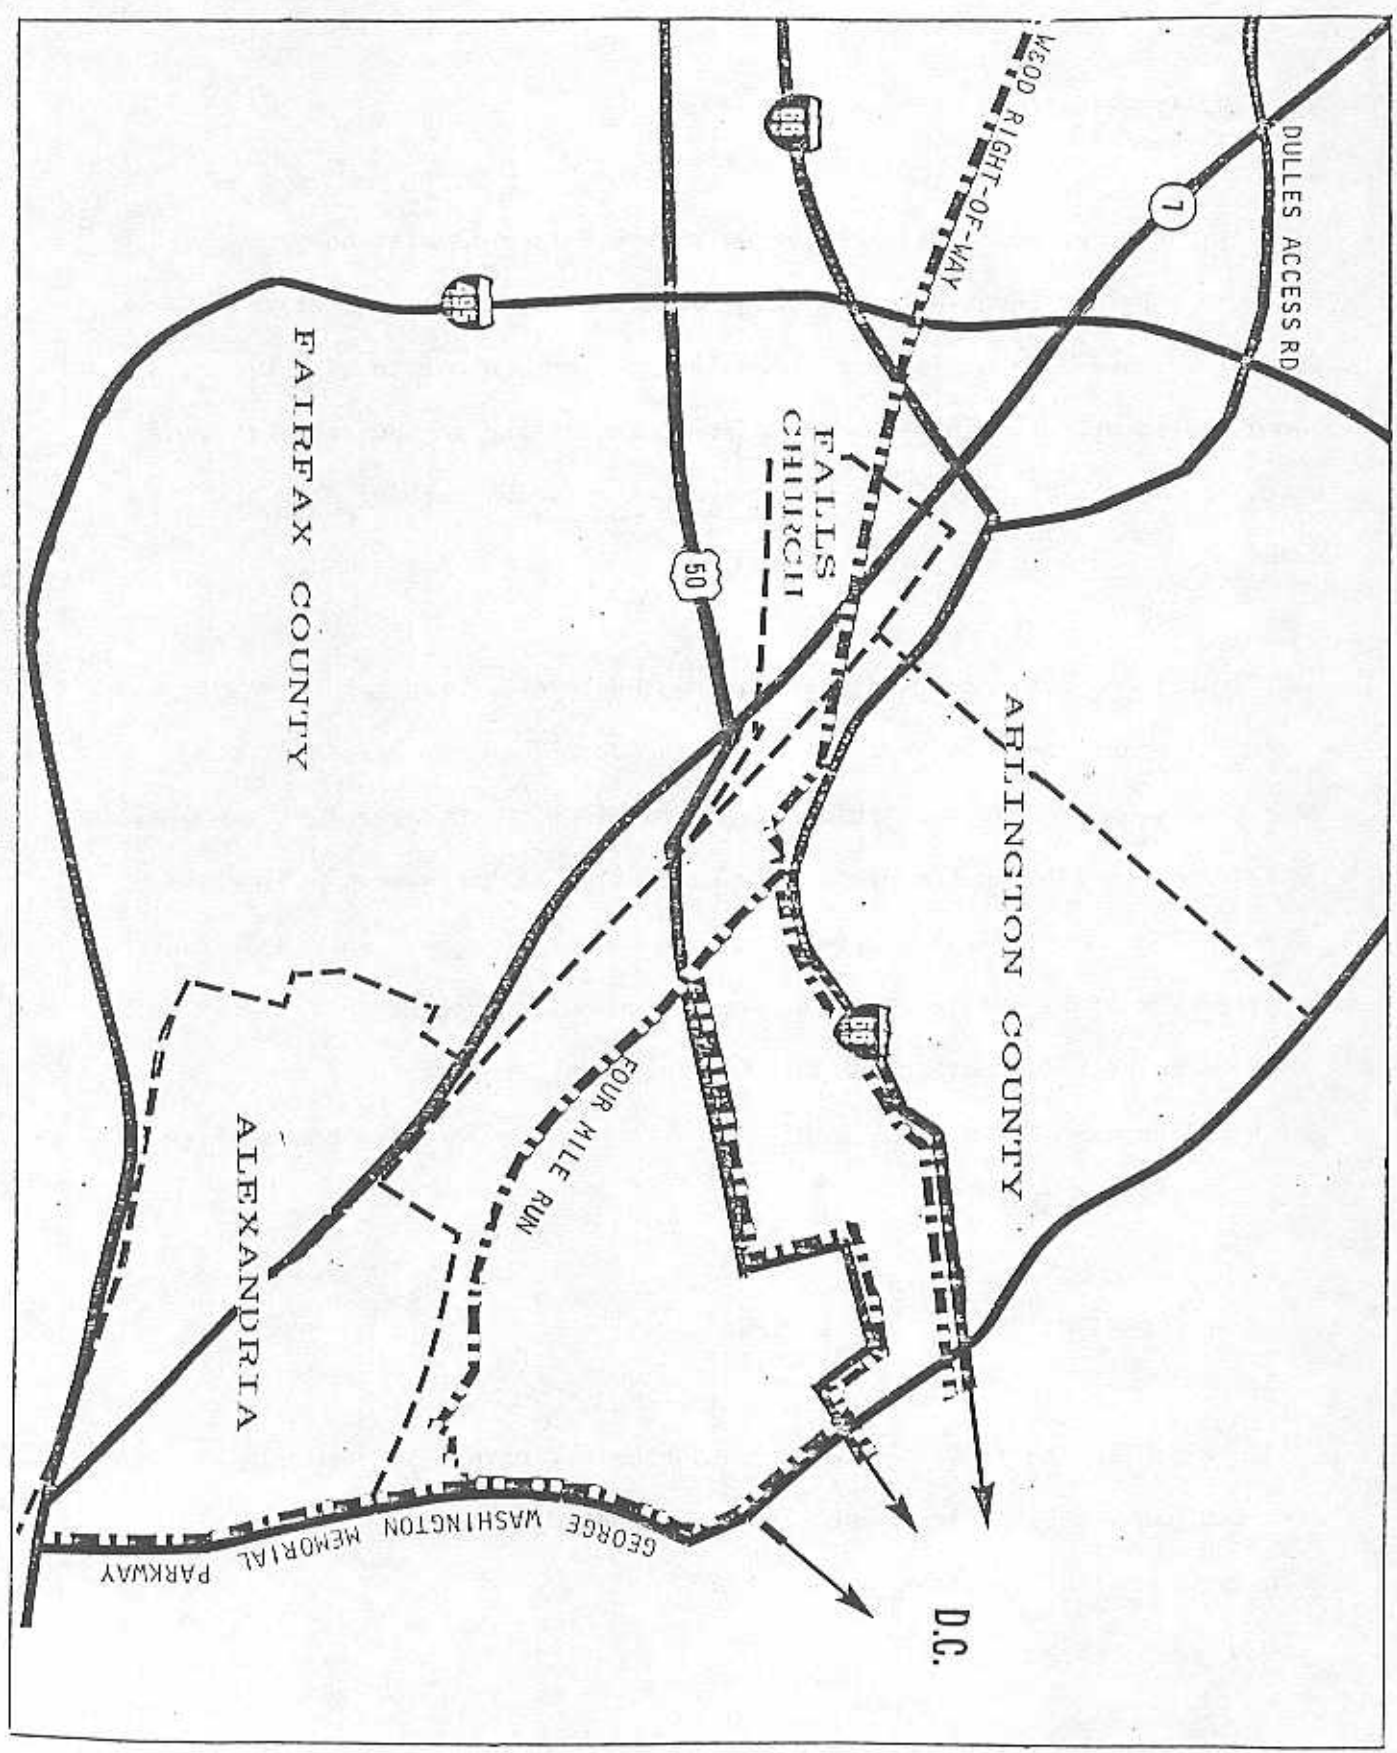 DULLES ACCESS RD
7
W&OD RIGHT-OF-WAY
66
495
50
FALLS
CHURCH
FAIRFAX COUNTY
ARLINGTON COUNTY
66
FOUR MILE RUN
ALEXANDRIA
GEORGE WASHINGTON MEMORIAL PARKWAY
D.C.